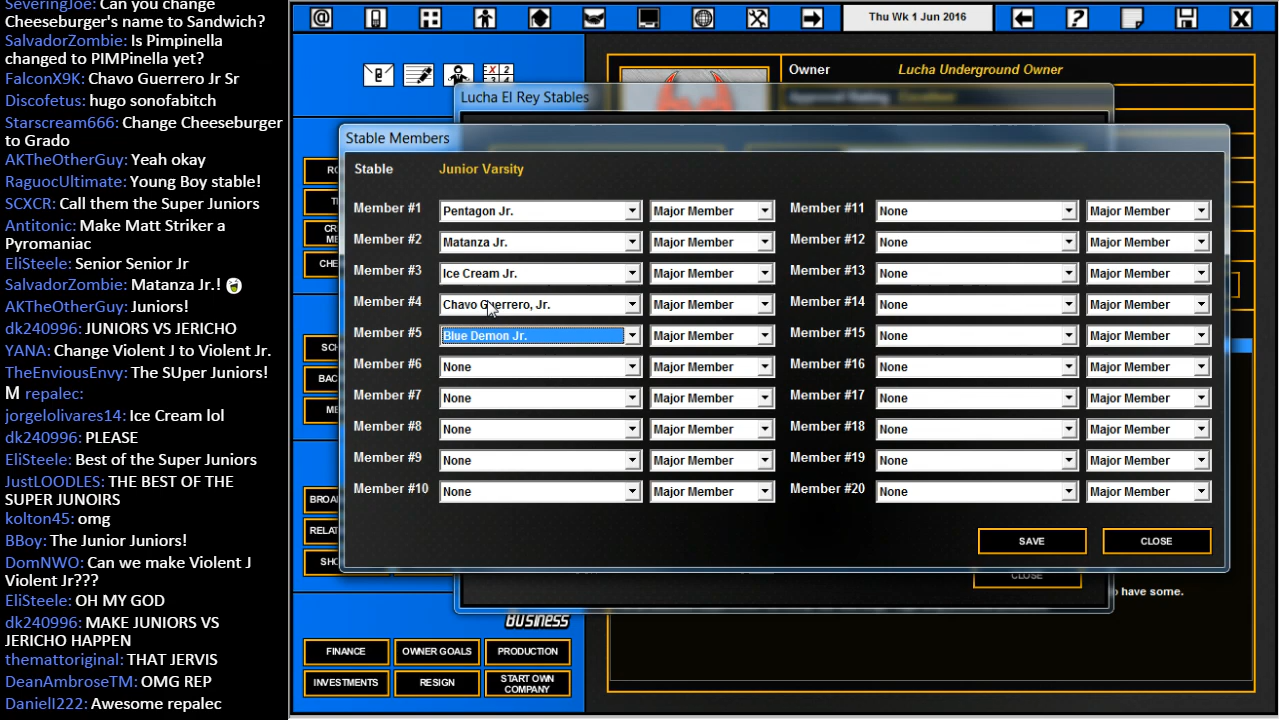 SeveringJoe: Can you change
Cheeseburger's name to Sandwich?
SalvadorZombie: Is Pimpinella
changed to PIMPinella yet?
FalconX9K: Chavo Guerrero Jr Sr
Discofetus: hugo sonofabitch
Starscream666: Change Cheeseburger
to Grado
AKTheOtherGuy: Yeah okay
RaguocUltimate: Young Boy stable!
SCXCR: Call them the Super Juniors
Antitonic: Make Matt Striker a
Pyromaniac
EliSteele: Senior Senior Jr
SalvadorZombie: Matanza Jr.!
AKTheOtherGuy: Juniors!
dk240996: JUNIORS VS JERICHO
YANA: Change Violent J to Violent Jr.
TheEnviousEnvy: The SUper Juniors!
M repalec:
jorgelolivares14: Ice Cream lol
dk240996: PLEASE
EliSteele: Best of the Super Juniors
JustLOODLES: THE BEST OF THE
SUPER JUNOIRS
kolton45: omg
BBoy: The Junior Juniors!
DomNWO: Can we make Violent J
Violent Jr???
EliSteele: OH MY GOD
dk240996: MAKE JUNIORS VS
JERICHO HAPPEN
themattoriginal: THAT JERVIS
DeanAmbroseTM: OMG REP
Daniell222: Awesome repalec
Thu Wk 1 Jun 2016
Owner Lucha Underground Owner
Approval Rating Excellent
Lucha El Rey Stables
Stable Members
Stable Junior Varsity
Member #1 Pentagon Jr. Major Member Member #11 None Major Member
Member #2 Matanza Jr. Major Member Member #12 None Major Member
Member #3 Ice Cream Jr. Major Member Member #13 None Major Member
Member #4 Chavo Guerrero, Jr. Major Member Member #14 None Major Member
Member #5 Blue Demon Jr. Major Member Member #15 None Major Member
Member #6 None Major Member Member #16 None Major Member
Member #7 None Major Member Member #17 None Major Member
Member #8 None Major Member Member #18 None Major Member
Member #9 None Major Member Member #19 None Major Member
Member #10 None Major Member Member #20 None Major Member
SAVE CLOSE
CLOSE
have some.
BUSINESS
FINANCE OWNER GOALS PRODUCTION
INVESTMENTS RESIGN START OWN
COMPANY